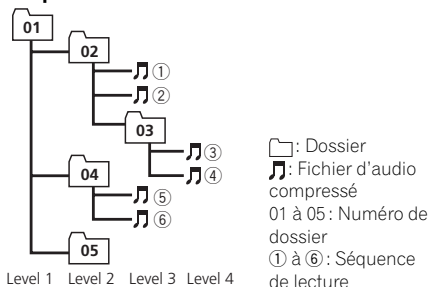 01
02
①
②
03
③
④
04
⑤
⑥
05
Level 1 Level 2 Level 3 Level 4
: Dossier
: Fichier d'audio
compressé
01 à 05 : Numéro de
dossier
① à ⑥ : Séquence
de lecture